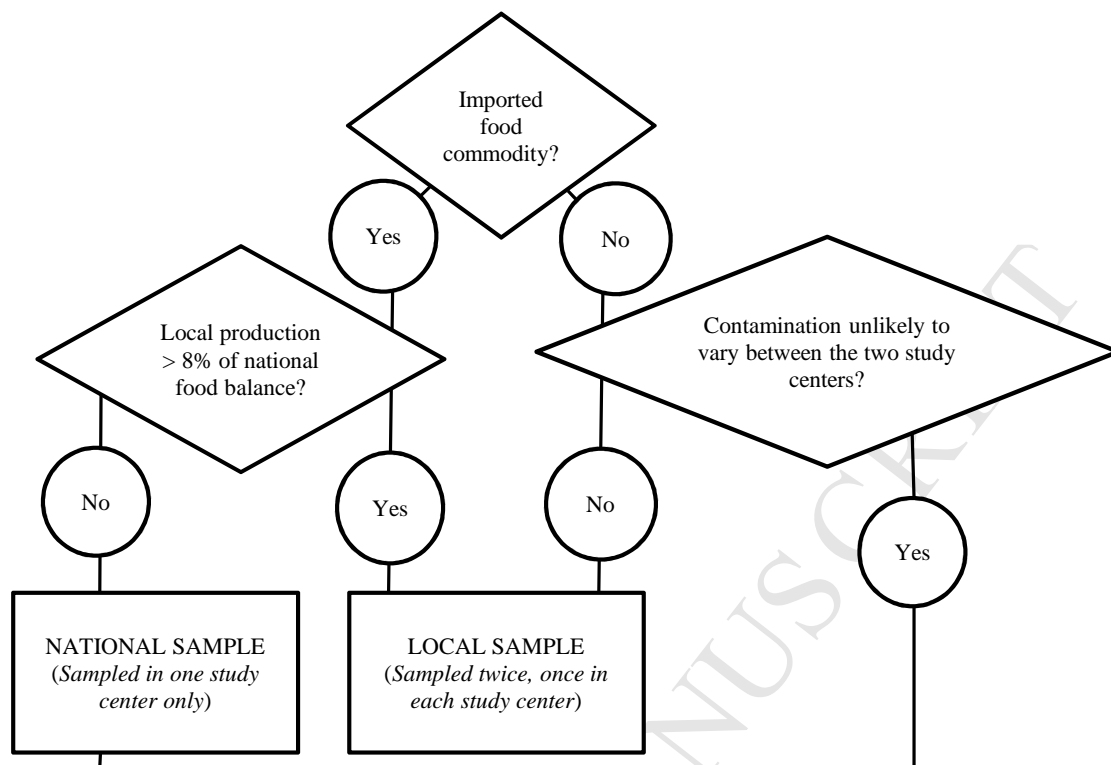 Imported
food
commodity?
Yes
No
Local production
> 8% of national
food balance?
Contamination unlikely to
vary between the two study
centers?
No
Yes
No
Yes
NATIONAL SAMPLE
(Sampled in one study
center only)
LOCAL SAMPLE
(Sampled twice, once in
each study center)
NUSCRIPT